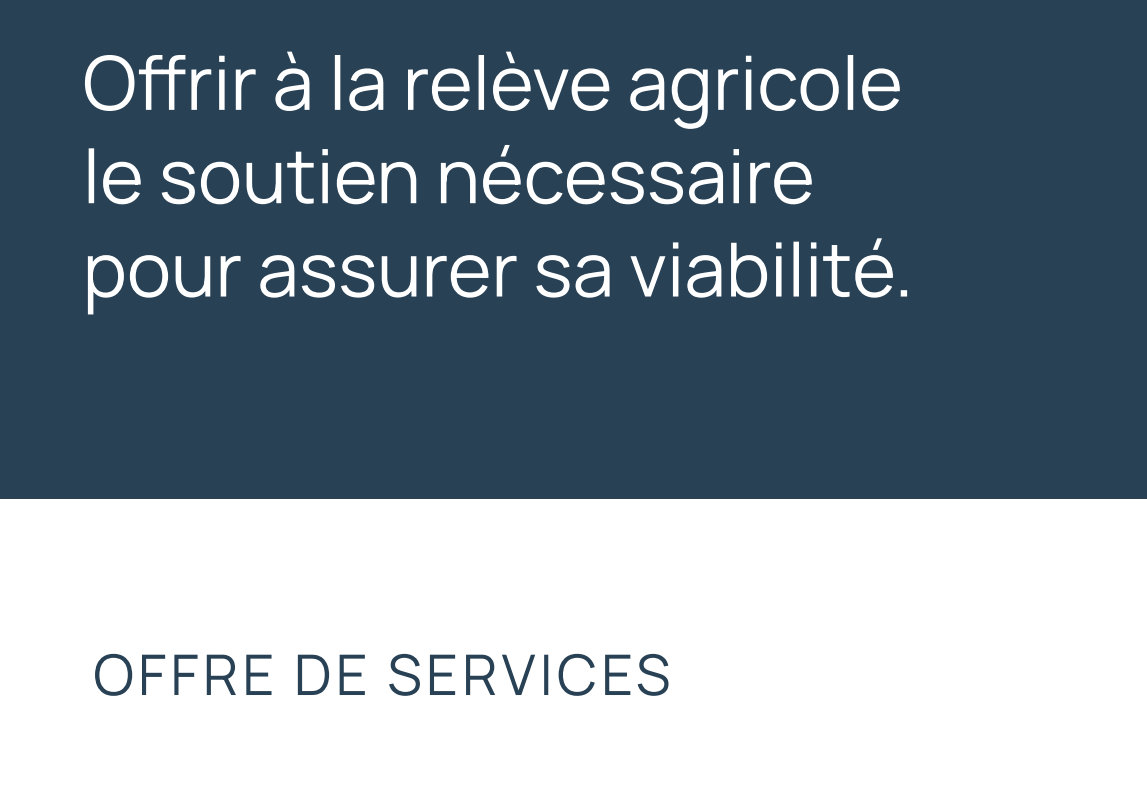 Offrir à la relève agricole
le soutien nécessaire
pour assurer sa viabilité.
OFFRE DE SERVICES